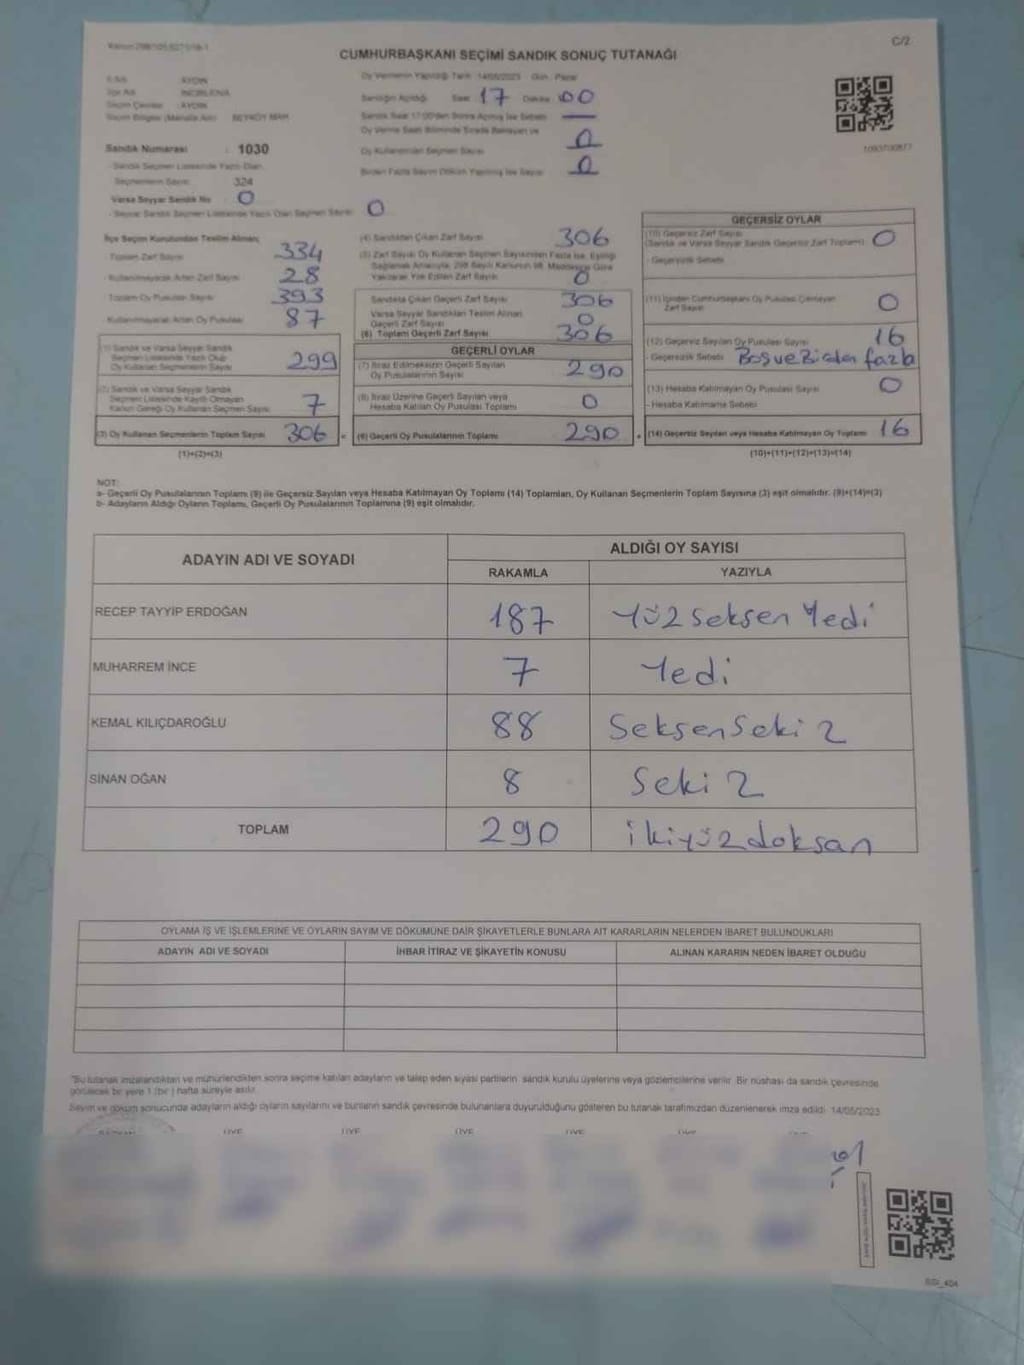 Kanun:298/105,6271/18-1
C/2
CUMHURBAŞKANI SEÇİMİ SANDIK SONUÇ TUTANAĞI
İl Adı : AYDIN
İlçe Adı : İNCİRLİOVA
Seçim Çevresi : AYDIN
Seçim Bölgesi (Mahalle Adı) : BEYKÖY MAH.
Sandık Numarası : 1030
- Sandık Seçmen Listesinde Yazılı Olan
Seçmenlerin Sayısı : 324
Varsa Seyyar Sandık No : 0
- Seyyar Sandık Seçmen Listesinde Yazılı Olan Seçmen Sayısı : 0
Oy Vermenin Yapıldığı Tarih : 14/05/2023 Gün : Pazar
Sandığın Açıldığı Saat : 17 Dakika : 00
Sandık Saat 17:00'den Sonra Açılmış İse Sebebi : —
Oy Verme Saati Bitiminde Sırada Bekleyen ve
Oy Kullanan Seçmen Sayısı : 0
Birden Fazla Sayım Döküm Yapılmış İse Sayısı : 0
İlçe Seçim Kurulundan Teslim Alınan;
- Toplam Zarf Sayısı : 334
- Kullanılmayarak Artan Zarf Sayısı : 28
- Toplam Oy Pusulası Sayısı : 393
- Kullanılmayarak Artan Oy Pusulası : 87
(1) Sandık ve Varsa Seyyar Sandık
Seçmen Listesinde Yazılı Olup
Oy Kullanan Seçmenlerin Sayısı : 299
(2) Sandık ve Varsa Seyyar Sandık
Seçmen Listesinde Kayıtlı Olmayan
Kanun Gereği Oy Kullanan Seçmen Sayısı : 7
(3) Oy Kullanan Seçmenlerin Toplam Sayısı : 306 =
(1)+(2)=(3)
(4) Sandıktan Çıkan Zarf Sayısı : 306
(5) Zarf Sayısı Oy Kullanan Seçmen Sayısından Fazla İse, Eşitliği
Sağlamak Amacıyla, 298 Sayılı Kanunun 98. Maddesine Göre
Yakılarak Yok Edilen Zarf Sayısı : 0
Sandıkta Çıkan Geçerli Zarf Sayısı : 306
Varsa Seyyar Sandıktan Teslim Alınan
Geçerli Zarf Sayısı : 0
(6) Toplam Geçerli Zarf Sayısı : 306
GEÇERLİ OYLAR
(7) İtiraz Edilmeksizin Geçerli Sayılan
Oy Pusulalarının Sayısı : 290
(8) İtiraz Üzerine Geçerli Sayılan veya
Hesaba Katılan Oy Pusulası Toplamı : 0
(9) Geçerli Oy Pusulalarının Toplamı : 290 +
GEÇERSİZ OYLAR
(10) Geçersiz Zarf Sayısı
(Sandık ve Varsa Seyyar Sandık Geçersiz Zarf Toplamı) : 0
- Geçersizlik Sebebi :
(11) İçinden Cumhurbaşkanı Oy Pusulası Çıkmayan
Zarf Sayısı : 0
(12) Geçersiz Sayılan Oy Pusulası Sayısı : 16
- Geçersizlik Sebebi : Boş ve Birden fazla
(13) Hesaba Katılmayan Oy Pusulası Sayısı : 0
- Hesaba Katılmama Sebebi :
(14) Geçersiz Sayılan veya Hesaba Katılmayan Oy Toplamı : 16
(10)+(11)+(12)+(13)=(14)
NOT:
a- Geçerli Oy Pusulalarının Toplamı (9) ile Geçersiz Sayılan veya Hesaba Katılmayan Oy Toplamı (14) Toplamları, Oy Kullanan Seçmenlerin Toplam Sayısına (3) eşit olmalıdır. (9)+(14)=(3)
b- Adayların Aldığı Oyların Toplamı, Geçerli Oy Pusulalarının Toplamına (9) eşit olmalıdır.
ADAYIN ADI VE SOYADI ALDIĞI OY SAYISI
RAKAMLA YAZIYLA
RECEP TAYYİP ERDOĞAN 187 Yüz seksen Yedi
MUHARREM İNCE 7 Yedi
KEMAL KILIÇDAROĞLU 88 Seksen Sekiz
SİNAN OĞAN 8 Sekiz
TOPLAM 290 ikiyüzdoksan
OYLAMA İŞ VE İŞLEMLERİNE VE OYLARIN SAYIM VE DÖKÜMÜNE DAİR ŞİKAYETLERLE BUNLARA AİT KARARLARIN NELERDEN İBARET BULUNDUKLARI
ADAYIN ADI VE SOYADI İHBAR İTİRAZ VE ŞİKAYETİN KONUSU ALINAN KARARIN NEDEN İBARET OLDUĞU
"Bu tutanak imzalandıktan ve mühürlendikten sonra seçime katılan adayların ve talep eden siyasi partilerin sandık kurulu üyelerine veya gözlemcilerine verilir. Bir nüshası da sandık çevresinde
görülecek bir yere 1 (bir) hafta süreyle asılır.
Sayım ve döküm sonucunda adayların aldığı oyların sayılarını ve bunların sandık çevresinde bulunanlara duyurulduğunu gösteren bu tutanak tarafımızdan düzenlenerek imza edildi. 14/05/2023
BAŞKAN ÜYE ÜYE ÜYE ÜYE ÜYE ÜYE
SSİ_404